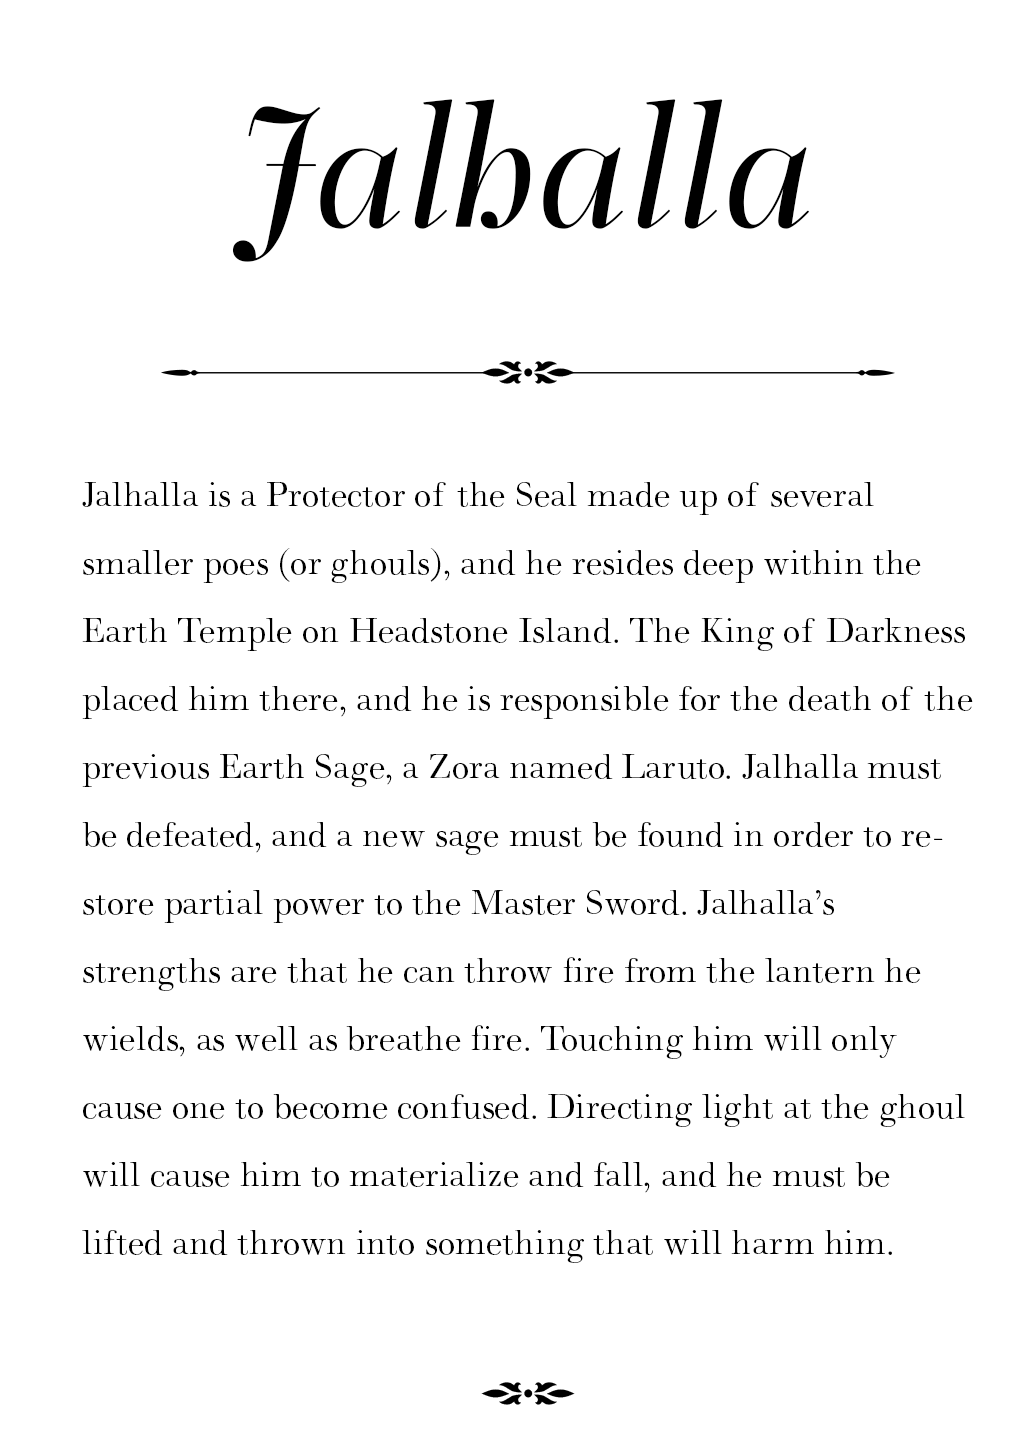 Jalhalla
Jalhalla is a Protector of the Seal made up of several
smaller poes (or ghouls), and he resides deep within the
Earth Temple on Headstone Island. The King of Darkness
placed him there, and he is responsible for the death of the
previous Earth Sage, a Zora named Laruto. Jalhalla must
be defeated, and a new sage must be found in order to re-
store partial power to the Master Sword. Jalhalla’s
strengths are that he can throw fire from the lantern he
wields, as well as breathe fire. Touching him will only
cause one to become confused. Directing light at the ghoul
will cause him to materialize and fall, and he must be
lifted and thrown into something that will harm him.